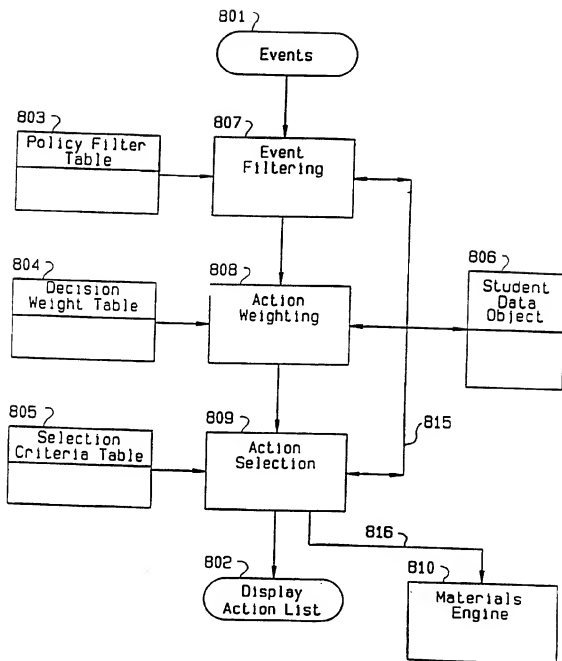 801
Events
803
Policy Filter
Table
807
Event
Filtering
804
Decision
Weight Table
808
Action
Weighting
806
Student
Data
Object
805
Selection
Criteria Table
809
Action
Selection
815
816
802
Display
Action List
810
Materials
Engine